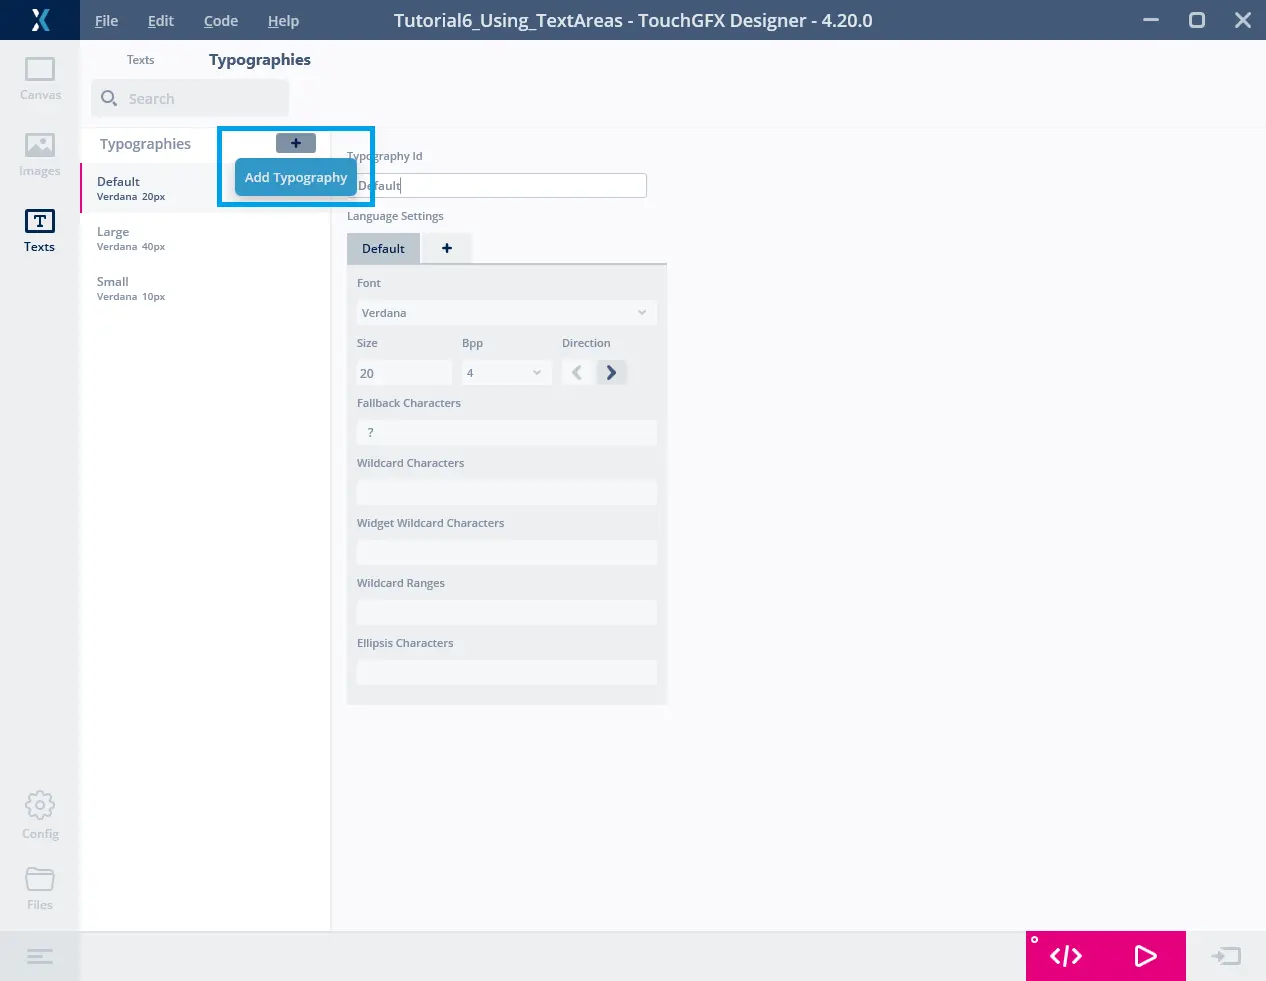 File Edit Code Help Tutorial6_Using_TextAreas - TouchGFX Designer - 4.20.0
Texts Typographies
Search
Canvas
Images
Texts
Config
Files
Typographies +
Add Typography
Default
Verdana 20px
Large
Verdana 40px
Small
Verdana 10px
Typography Id
Default
Language Settings
Default +
Font
Verdana
Size Bpp Direction
20 4
Fallback Characters
?
Wildcard Characters
Widget Wildcard Characters
Wildcard Ranges
Ellipsis Characters